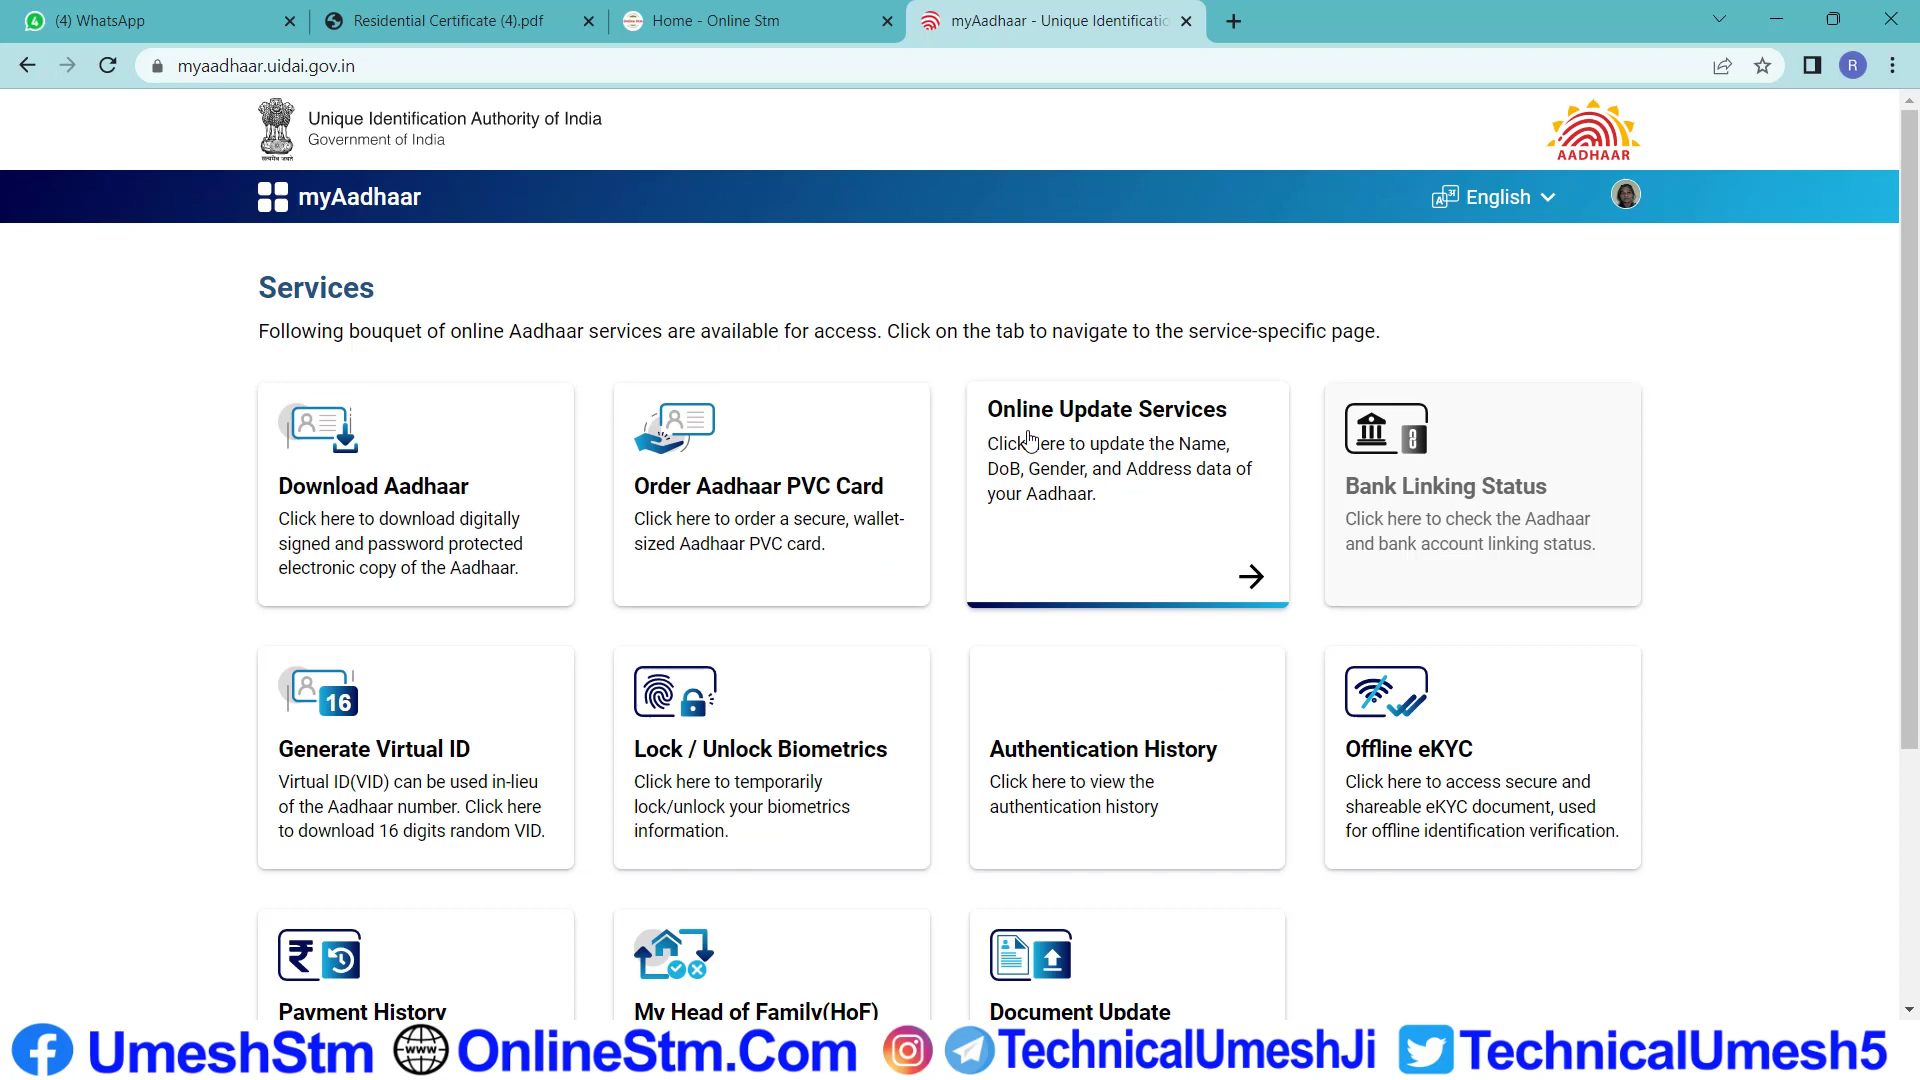 (4) WhatsApp
Residential Certificate (4).pdf
Home - Online Stm
myAadhaar - Unique Identificatio
myaadhaar.uidai.gov.in
R
सत्यमेव जयते
Unique Identification Authority of India
Government of India
AADHAAR
myAadhaar
English
Services
Following bouquet of online Aadhaar services are available for access. Click on the tab to navigate to the service-specific page.
Download Aadhaar
Click here to download digitally
signed and password protected
electronic copy of the Aadhaar.
Order Aadhaar PVC Card
Click here to order a secure, wallet-
sized Aadhaar PVC card.
Online Update Services
Click here to update the Name,
DoB, Gender, and Address data of
your Aadhaar.
Bank Linking Status
Click here to check the Aadhaar
and bank account linking status.
16
Generate Virtual ID
Virtual ID(VID) can be used in-lieu
of the Aadhaar number. Click here
to download 16 digits random VID.
Lock / Unlock Biometrics
Click here to temporarily
lock/unlock your biometrics
information.
Authentication History
Click here to view the
authentication history
Offline eKYC
Click here to access secure and
shareable eKYC document, used
for offline identification verification.
₹
Payment History
My Head of Family(HoF)
Document Update
UmeshStm
www
OnlineStm.Com
TechnicalUmeshJi
TechnicalUmesh5